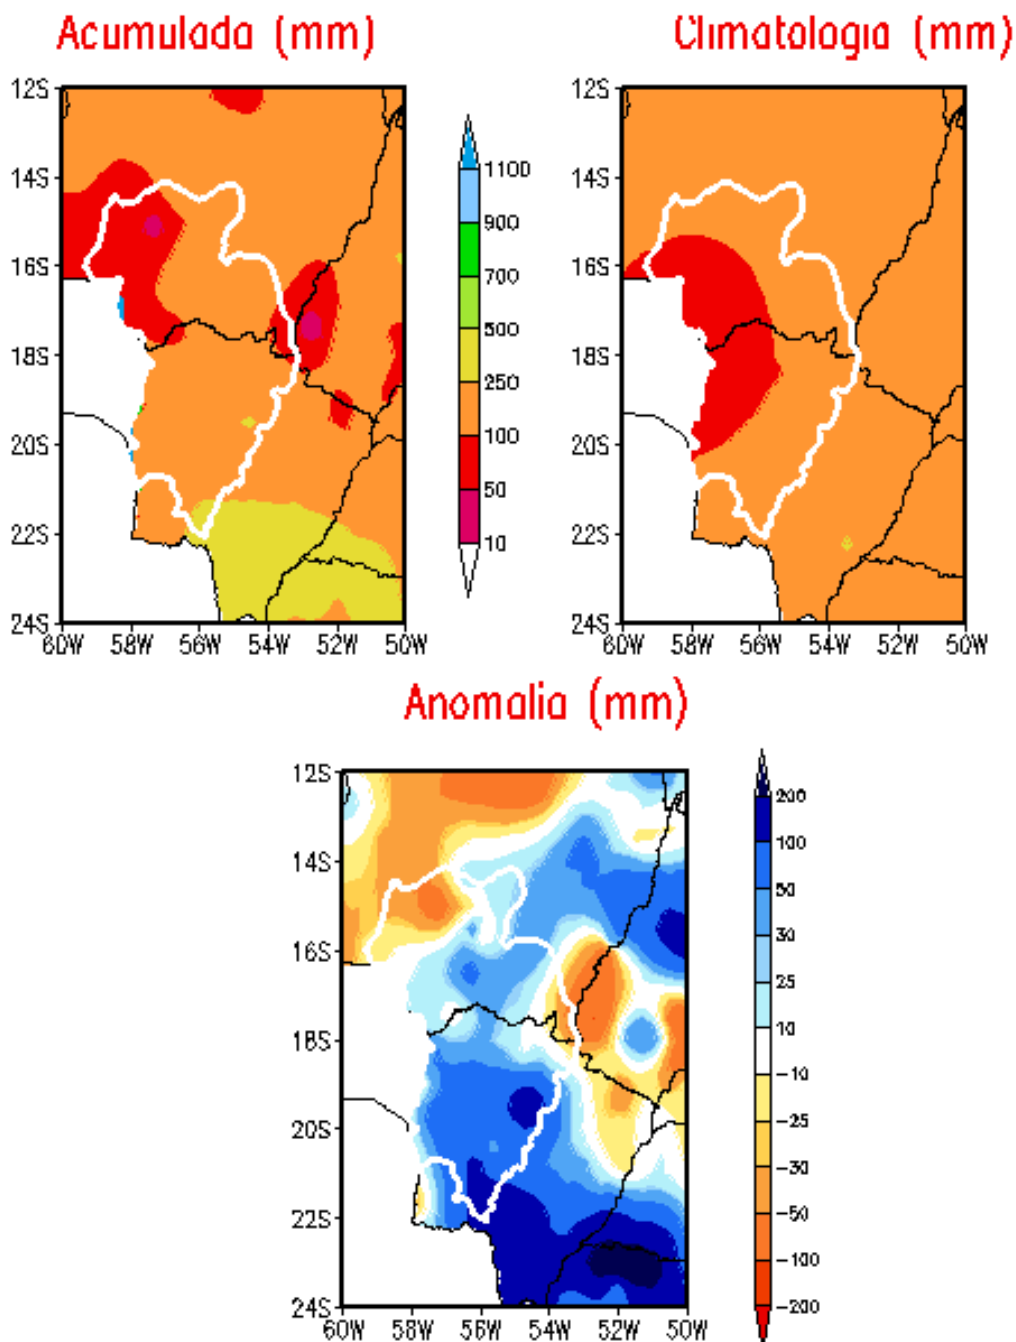 Acumulada (mm)
Climatologia (mm)
12S
14S
16S
18S
20S
22S
24S
60W 58W 56W 54W 52W 50W
1100
900
700
500
250
100
50
10
12S
14S
16S
18S
20S
22S
24S
60W 58W 56W 54W 52W 50W
Anomalia (mm)
12S
14S
16S
18S
20S
22S
24S
60W 58W 56W 54W 52W 50W
200
100
50
30
25
10
-10
-25
-30
-50
-100
-200